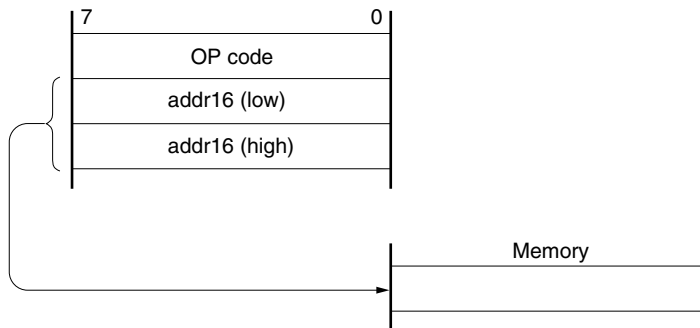 7 0
OP code
addr16 (low)
addr16 (high)
Memory